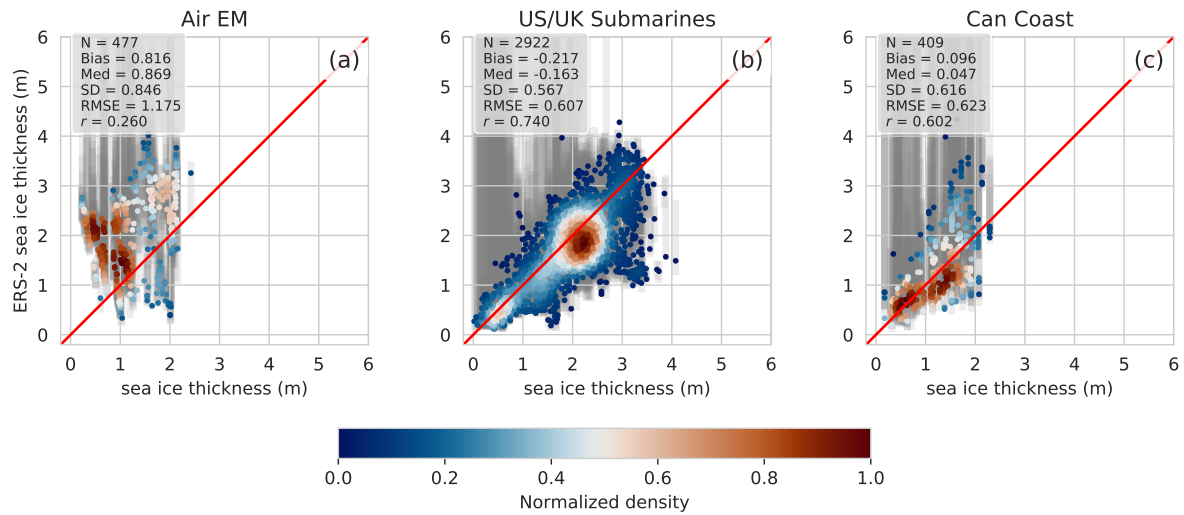 Air EM
US/UK Submarines
Can Coast
ERS-2 sea ice thickness (m)
6
5
4
3
2
1
0
N = 477
Bias = 0.816
Med = 0.869
SD = 0.846
RMSE = 1.175
r = 0.260
(a)
0 1 2 3 4 5 6
sea ice thickness (m)
6
5
4
3
2
1
0
N = 2922
Bias = -0.217
Med = -0.163
SD = 0.567
RMSE = 0.607
r = 0.740
(b)
0 1 2 3 4 5 6
sea ice thickness (m)
6
5
4
3
2
1
0
N = 409
Bias = 0.096
Med = 0.047
SD = 0.616
RMSE = 0.623
r = 0.602
(c)
0 1 2 3 4 5 6
sea ice thickness (m)
0.0 0.2 0.4 0.6 0.8 1.0
Normalized density